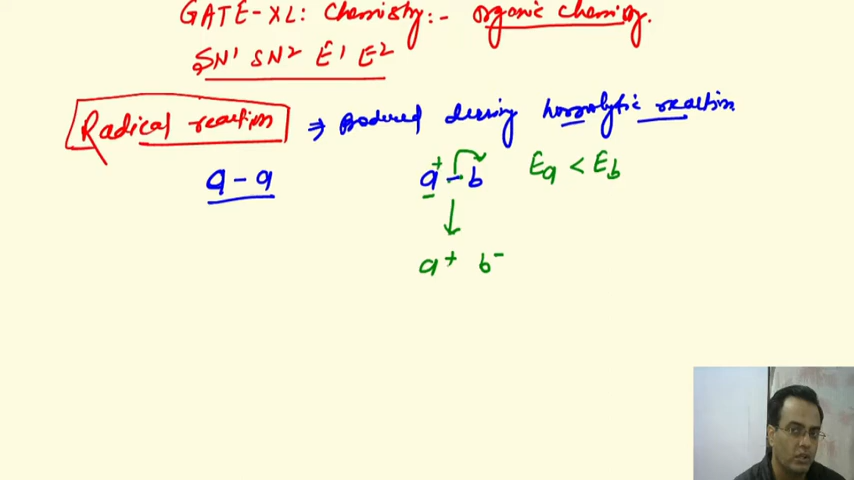 GATE-XL: Chemistry:- organic chemistry.
SN1 SN2 E1 E2
Radical reaction ⇒ Produced during homolytic reaction
a - a a+ - b Ea < Eb
a+ b-